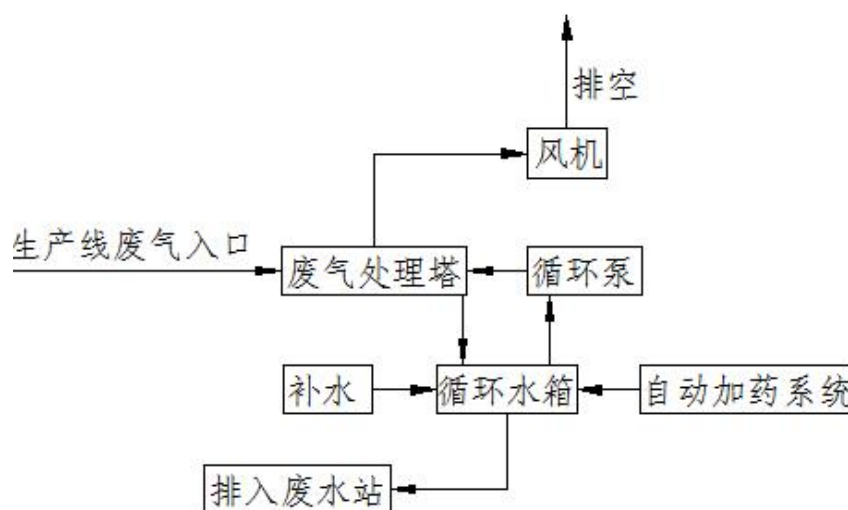 排空
风机
生产线废气入口
废气处理塔
循环泵
补水
循环水箱
自动加药系统
排入废水站